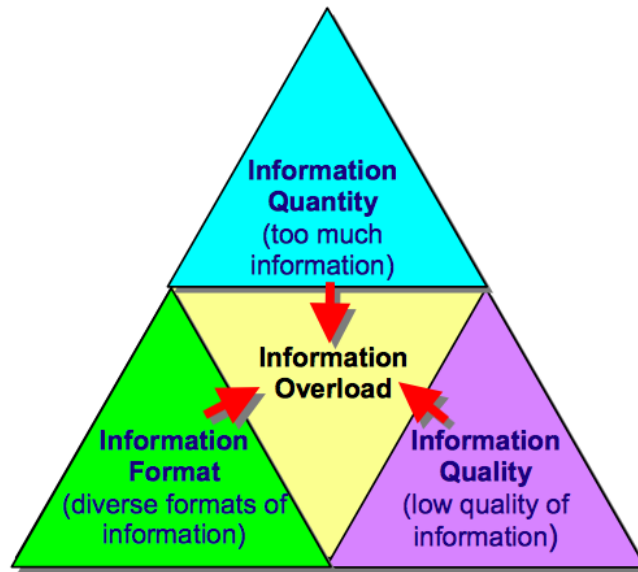 Information
Quantity
(too much
information)
Information
Overload
Information
Format
(diverse formats of
information)
Information
Quality
(low quality of
information)